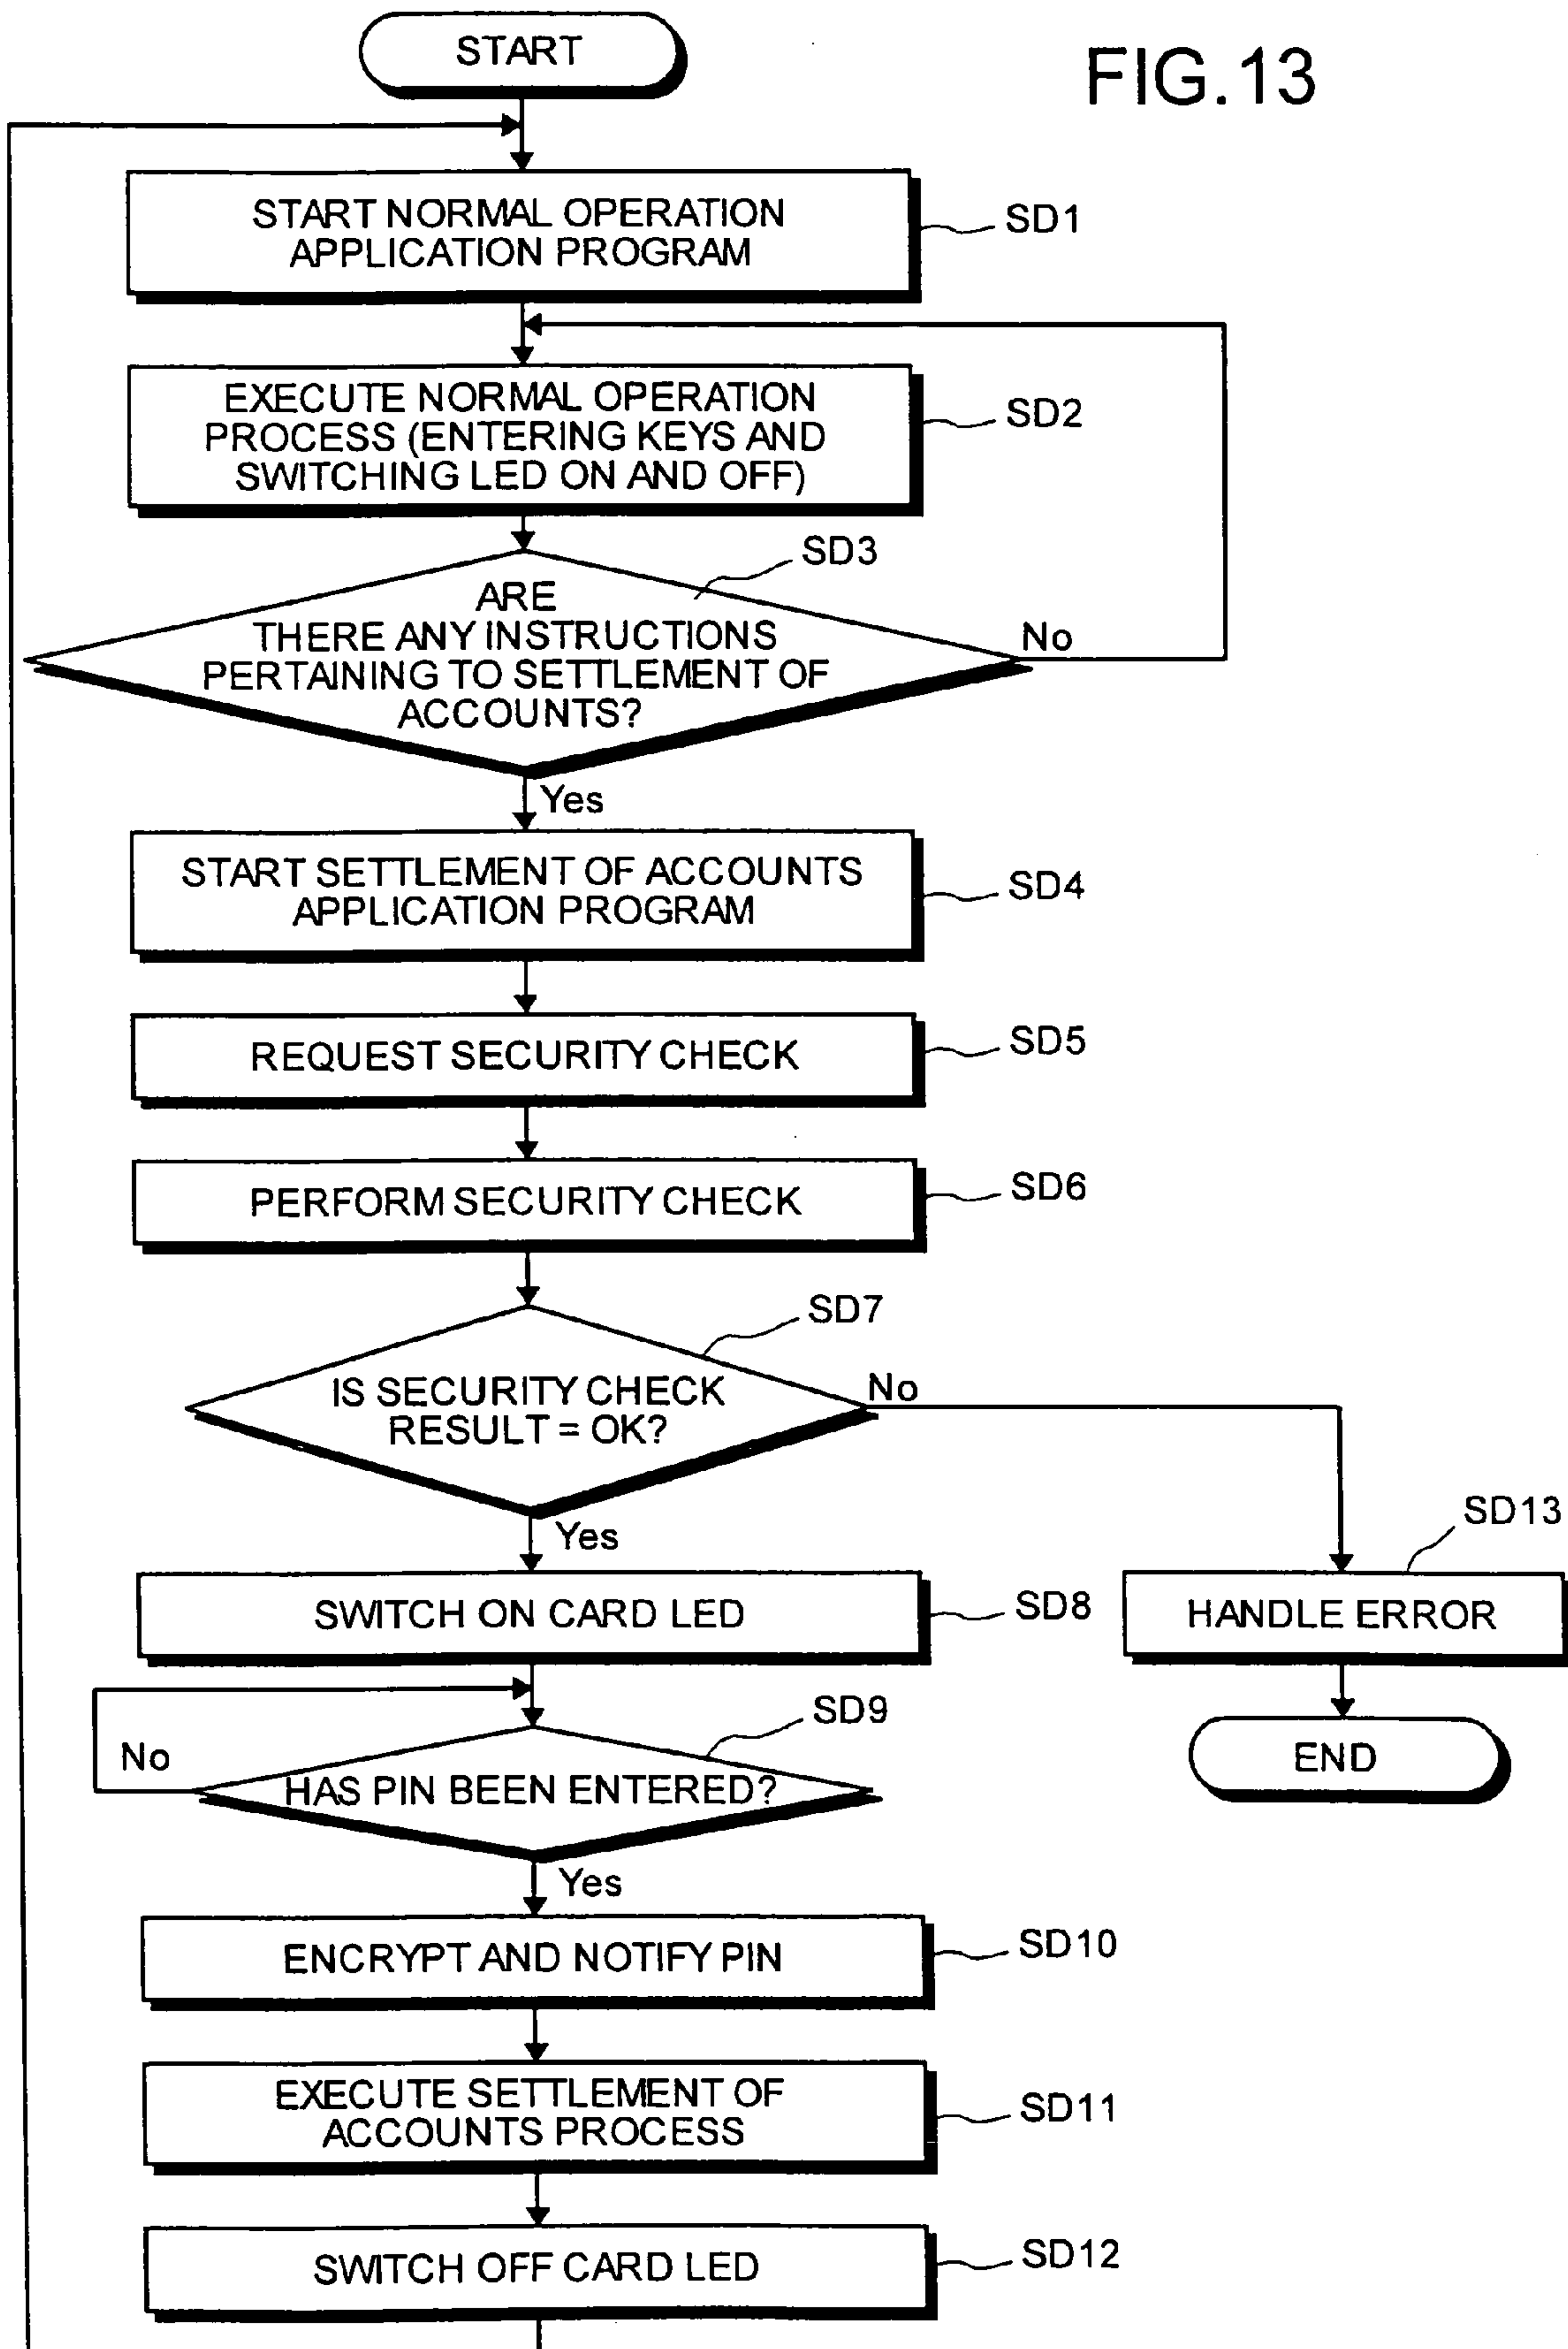 FIG.13
START
START NORMAL OPERATION
APPLICATION PROGRAM
SD1
EXECUTE NORMAL OPERATION
PROCESS (ENTERING KEYS AND
SWITCHING LED ON AND OFF)
SD2
SD3
ARE
THERE ANY INSTRUCTIONS
PERTAINING TO SETTLEMENT OF
ACCOUNTS?
No
Yes
START SETTLEMENT OF ACCOUNTS
APPLICATION PROGRAM
SD4
REQUEST SECURITY CHECK
SD5
PERFORM SECURITY CHECK
SD6
SD7
IS SECURITY CHECK
RESULT = OK?
No
Yes
SWITCH ON CARD LED
SD8
SD13
HANDLE ERROR
END
SD9
No
HAS PIN BEEN ENTERED?
Yes
ENCRYPT AND NOTIFY PIN
SD10
EXECUTE SETTLEMENT OF
ACCOUNTS PROCESS
SD11
SWITCH OFF CARD LED
SD12